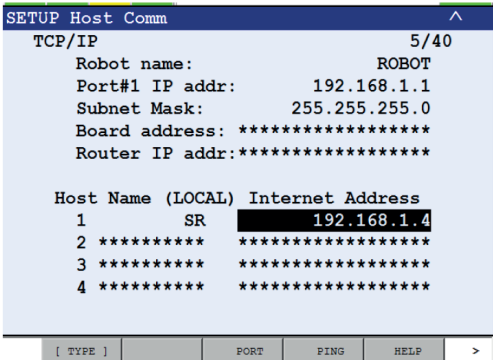 SETUP Host Comm
TCP/IP 5/40
Robot name: ROBOT
Port#1 IP addr: 192.168.1.1
Subnet Mask: 255.255.255.0
Board address: ******************
Router IP addr:******************
Host Name (LOCAL) Internet Address
1 SR 192.168.1.4
2 ********** ******************
3 ********** ******************
4 ********** ******************
[ TYPE ] PORT PING HELP >